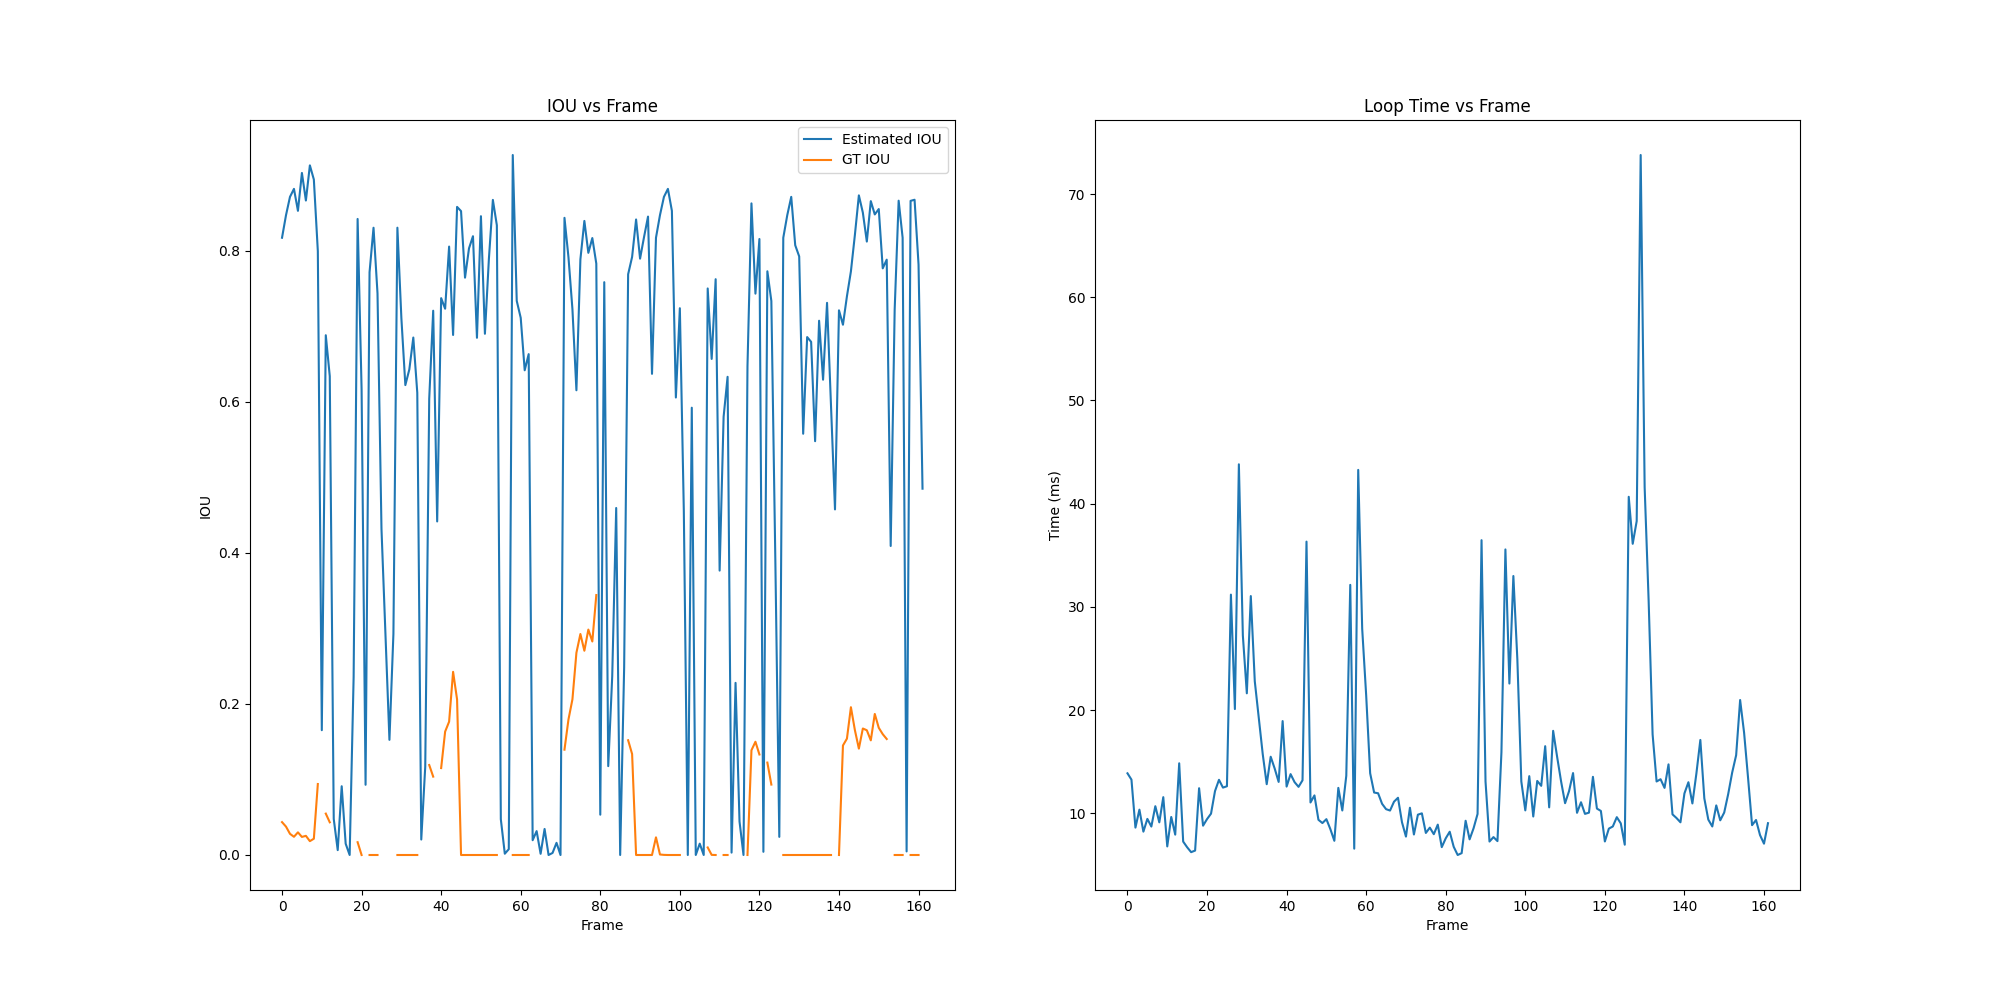 IOU vs Frame
Estimated IOU
GT IOU
0.8
0.6
0.4
0.2
0.0
IOU
0 20 40 60 80 100 120 140 160
Frame
Loop Time vs Frame
70
60
50
40
30
20
10
Time (ms)
0 20 40 60 80 100 120 140 160
Frame